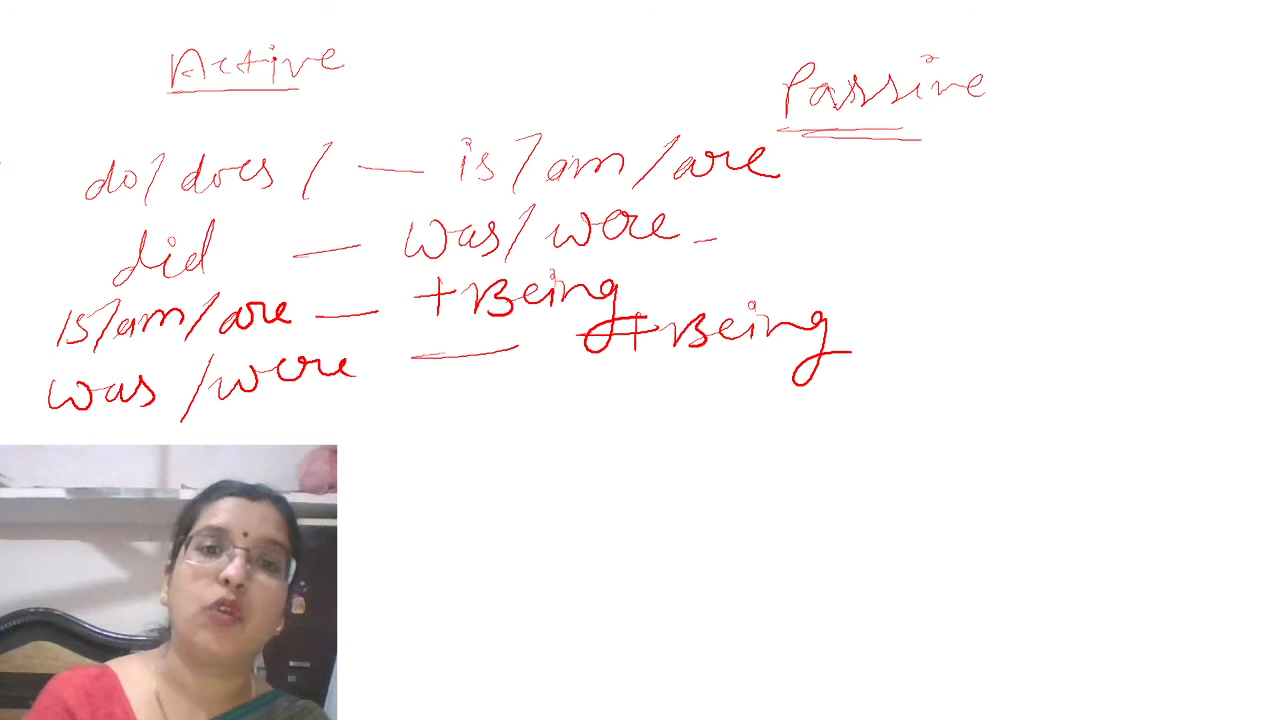 Active
Passive
do/does/ — is/am/are
did — was/were -
is/am/are — +Being
was/were — +Being